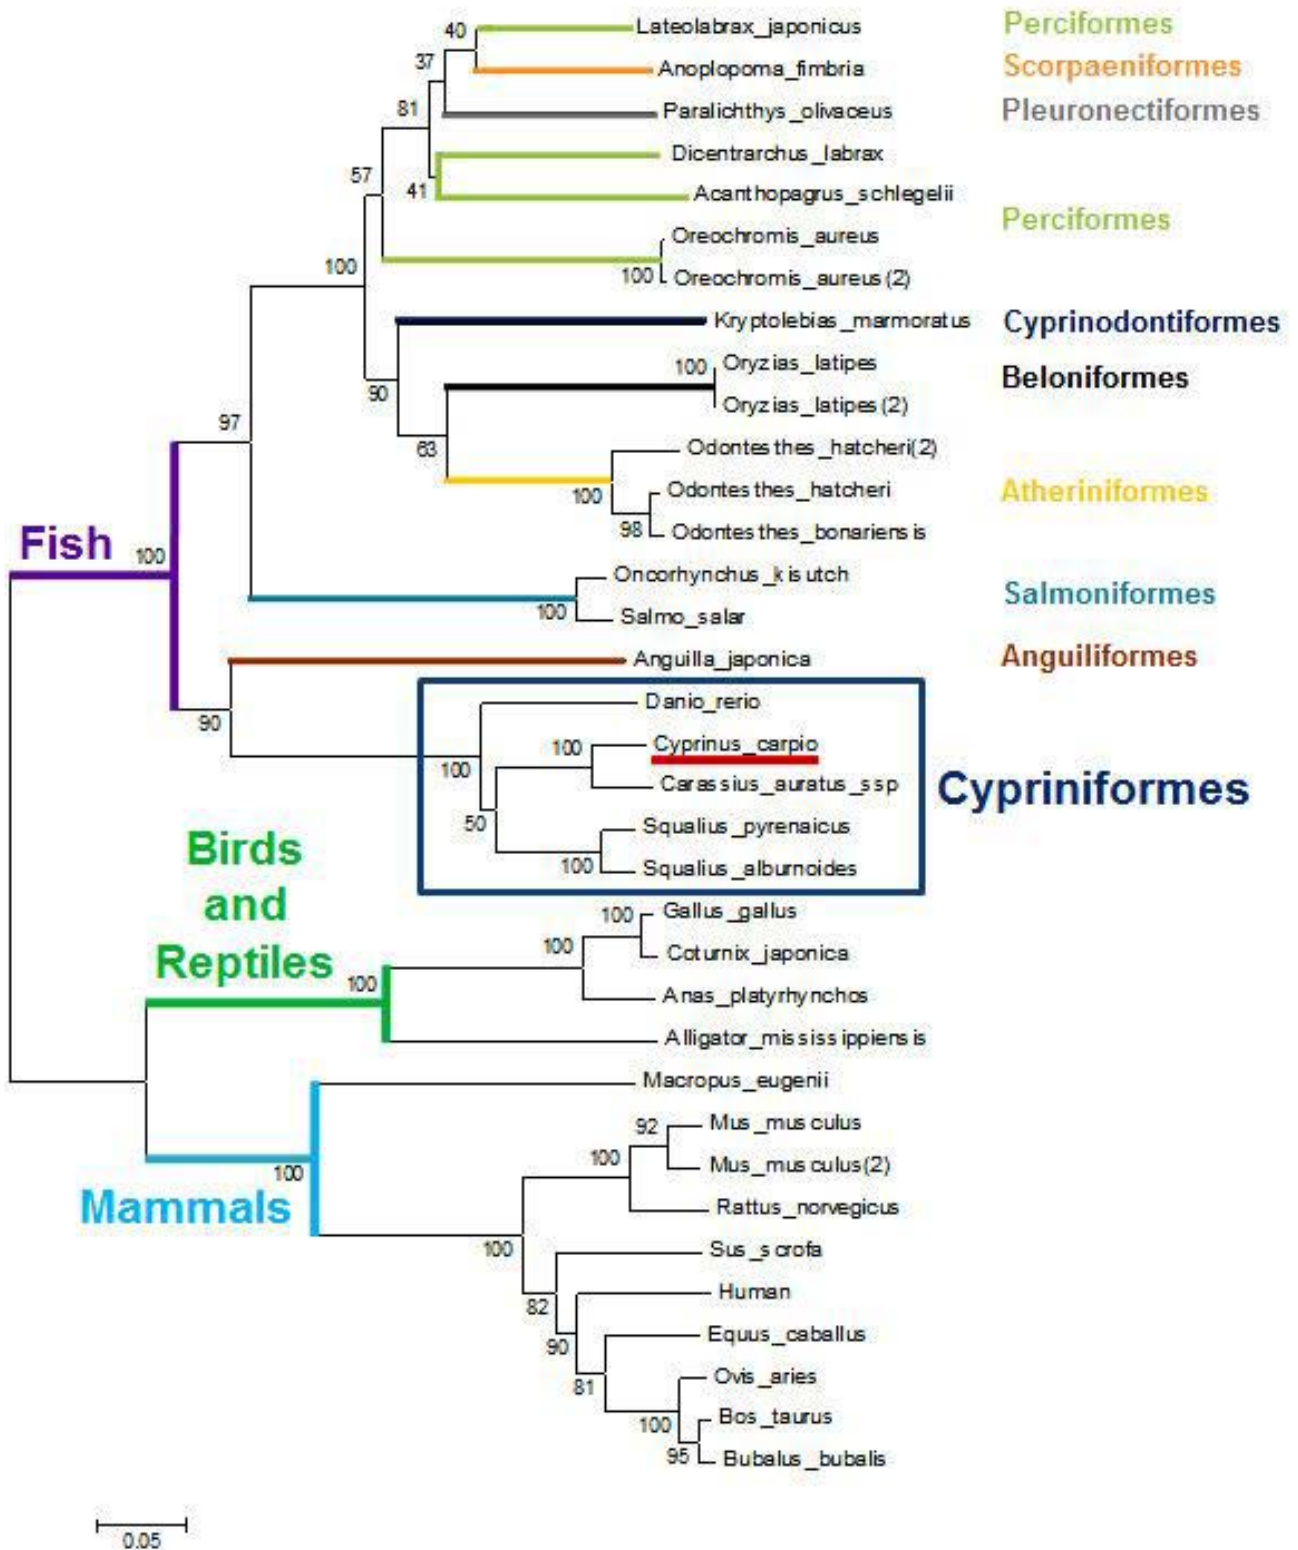 40
Lateolabrax_japonicus
Perciformes
37
Anoplopoma_fimbria
Scorpaeniformes
81
Paralichthys_olivaceus
Pleuronectiformes
Dicentrarchus_labrax
57
41
Acanthopagrus_schlegelii
Perciformes
Oreochromis_aureus
100
100
Oreochromis_aureus(2)
Kryptolebias_marmoratus
Cyprinodontiformes
100
Oryzias_latipes
Beloniformes
90
Oryzias_latipes(2)
97
63
Odontesthes_hatcheri(2)
100
Odontesthes_hatcheri
Atheriniformes
98
Odontesthes_bonariensis
Fish
100
Oncorhynchus_kisutch
Salmoniformes
100
Salmo_salar
Anguilla_japonica
Anguiliformes
90
Danio_rerio
100
Cyprinus_carpio
100
Carassius_auratus_ssp
Cypriniformes
50
Squalius_pyrenaicus
100
Squalius_alburnoides
Birds
and
Reptiles
100
Gallus_gallus
100
Coturnix_japonica
100
Anas_platyrhynchos
Alligator_mississippiensis
Macropus_eugenii
92
Mus_musculus
100
Mus_musculus(2)
100
Mammals
Rattus_norvegicus
100
Sus_scrofa
82
Human
90
Equus_caballus
81
Ovis_aries
100
Bos_taurus
95
Bubalus_bubalis
0.05